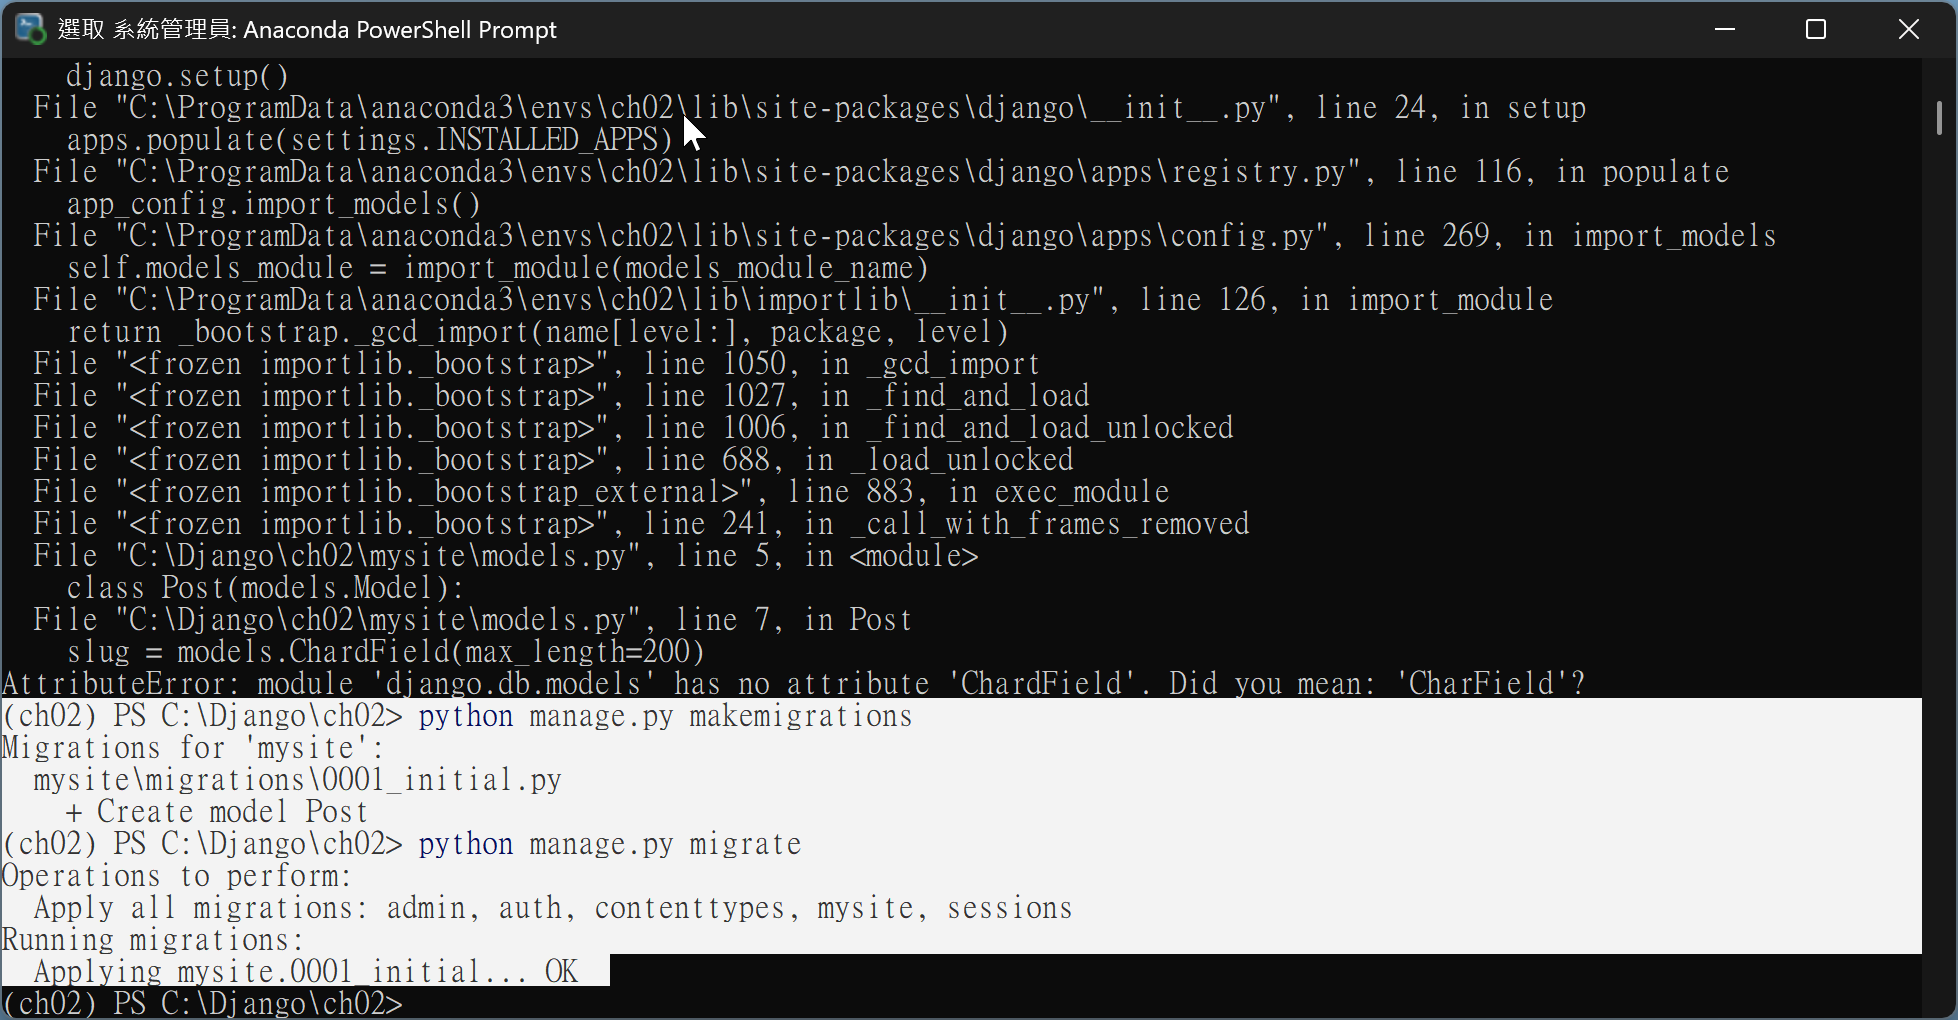 選取 系統管理員: Anaconda PowerShell Prompt
    django.setup()
  File "C:\ProgramData\anaconda3\envs\ch02\lib\site-packages\django\__init__.py", line 24, in setup
    apps.populate(settings.INSTALLED_APPS)
  File "C:\ProgramData\anaconda3\envs\ch02\lib\site-packages\django\apps\registry.py", line 116, in populate
    app_config.import_models()
  File "C:\ProgramData\anaconda3\envs\ch02\lib\site-packages\django\apps\config.py", line 269, in import_models
    self.models_module = import_module(models_module_name)
  File "C:\ProgramData\anaconda3\envs\ch02\lib\importlib\__init__.py", line 126, in import_module
    return _bootstrap._gcd_import(name[level:], package, level)
  File "<frozen importlib._bootstrap>", line 1050, in _gcd_import
  File "<frozen importlib._bootstrap>", line 1027, in _find_and_load
  File "<frozen importlib._bootstrap>", line 1006, in _find_and_load_unlocked
  File "<frozen importlib._bootstrap>", line 688, in _load_unlocked
  File "<frozen importlib._bootstrap_external>", line 883, in exec_module
  File "<frozen importlib._bootstrap>", line 241, in _call_with_frames_removed
  File "C:\Django\ch02\mysite\models.py", line 5, in <module>
    class Post(models.Model):
  File "C:\Django\ch02\mysite\models.py", line 7, in Post
    slug = models.ChardField(max_length=200)
AttributeError: module 'django.db.models' has no attribute 'ChardField'. Did you mean: 'CharField'?
(ch02) PS C:\Django\ch02> python manage.py makemigrations
Migrations for 'mysite':
  mysite\migrations\0001_initial.py
    + Create model Post
(ch02) PS C:\Django\ch02> python manage.py migrate
Operations to perform:
  Apply all migrations: admin, auth, contenttypes, mysite, sessions
Running migrations:
  Applying mysite.0001_initial... OK
(ch02) PS C:\Django\ch02>